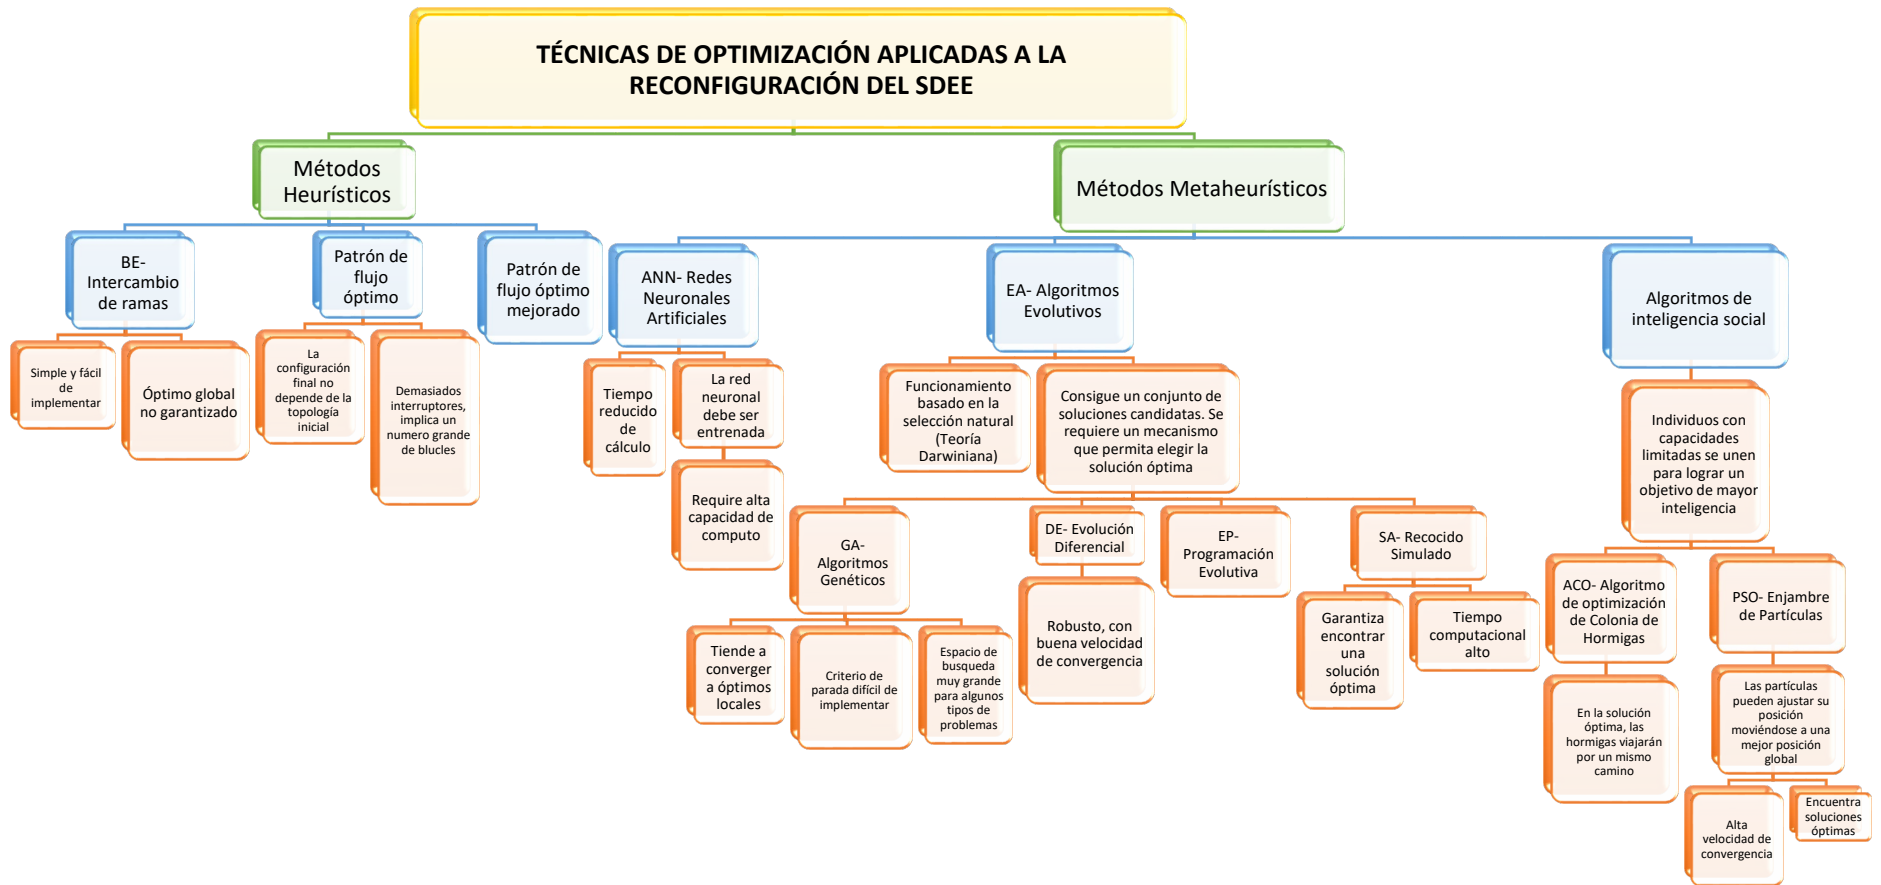 TÉCNICAS DE OPTIMIZACIÓN APLICADAS A LA
RECONFIGURACIÓN DEL SDEE
Métodos
Heurísticos
Métodos Metaheurísticos
BE-
Intercambio
de ramas
Patrón de
flujo
óptimo
Patrón de
flujo óptimo
mejorado
ANN- Redes
Neuronales
Artificiales
EA- Algoritmos
Evolutivos
Algoritmos de
inteligencia social
Simple y fácil
de
implementar
Óptimo global
no garantizado
La
configuración
final no
depende de la
topología
inicial
Demasiados
interruptores,
implica un
numero grande
de blucles
Tiempo
reducido
de
cálculo
La red
neuronal
debe ser
entrenada
Require alta
capacidad de
computo
Funcionamiento
basado en la
selección natural
(Teoría
Darwiniana)
Consigue un conjunto de
soluciones candidatas. Se
requiere un mecanismo
que permita elegir la
solución óptima
Individuos con
capacidades
limitadas se unen
para lograr un
objetivo de mayor
inteligencia
GA-
Algoritmos
Genéticos
DE- Evolución
Diferencial
EP-
Programación
Evolutiva
SA- Recocido
Simulado
ACO- Algoritmo
de optimización
de Colonia de
Hormigas
PSO- Enjambre
de Partículas
Tiende a
converger
a óptimos
locales
Criterio de
parada difícil de
implementar
Espacio de
busqueda
muy grande
para algunos
tipos de
problemas
Robusto, con
buena velocidad
de convergencia
Garantiza
encontrar
una
solución
óptima
Tiempo
computacional
alto
En la solución
óptima, las
hormigas viajarán
por un mismo
camino
Las partículas
pueden ajustar su
posición
moviéndose a una
mejor posición
global
Alta
velocidad de
convergencia
Encuentra
soluciones
óptimas